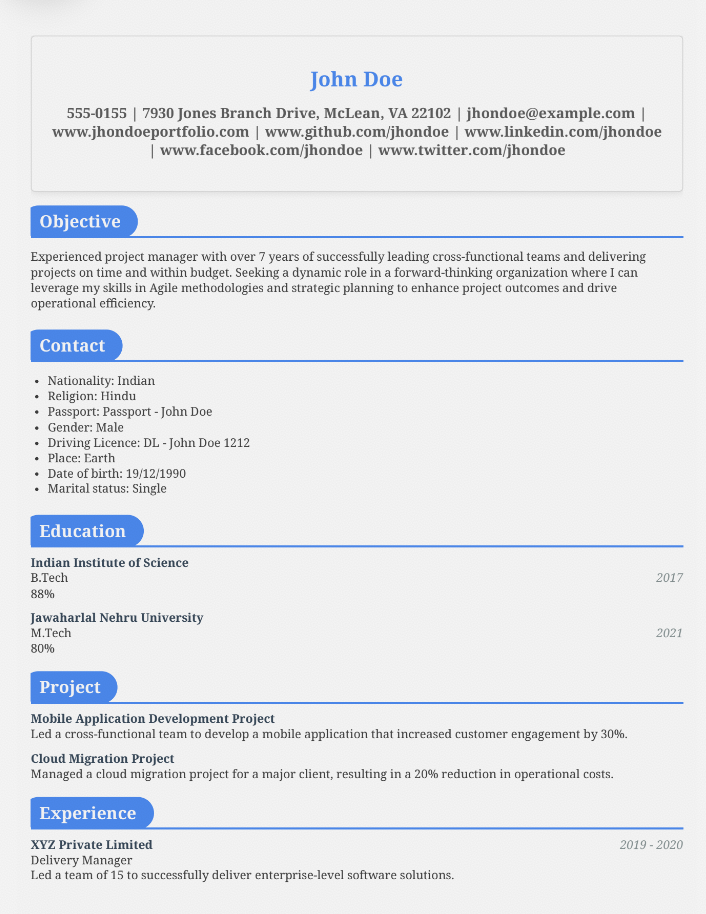 John Doe
555-0155 | 7930 Jones Branch Drive, McLean, VA 22102 | jhondoe@example.com |
www.jhondoeportfolio.com | www.github.com/jhondoe | www.linkedin.com/jhondoe
| www.facebook.com/jhondoe | www.twitter.com/jhondoe
Objective
Experienced project manager with over 7 years of successfully leading cross-functional teams and delivering
projects on time and within budget. Seeking a dynamic role in a forward-thinking organization where I can
leverage my skills in Agile methodologies and strategic planning to enhance project outcomes and drive
operational efficiency.
Contact
• Nationality: Indian
• Religion: Hindu
• Passport: Passport - John Doe
• Gender: Male
• Driving Licence: DL - John Doe 1212
• Place: Earth
• Date of birth: 19/12/1990
• Marital status: Single
Education
Indian Institute of Science
B.Tech 2017
88%
Jawaharlal Nehru University
M.Tech 2021
80%
Project
Mobile Application Development Project
Led a cross-functional team to develop a mobile application that increased customer engagement by 30%.
Cloud Migration Project
Managed a cloud migration project for a major client, resulting in a 20% reduction in operational costs.
Experience
XYZ Private Limited 2019 - 2020
Delivery Manager
Led a team of 15 to successfully deliver enterprise-level software solutions.